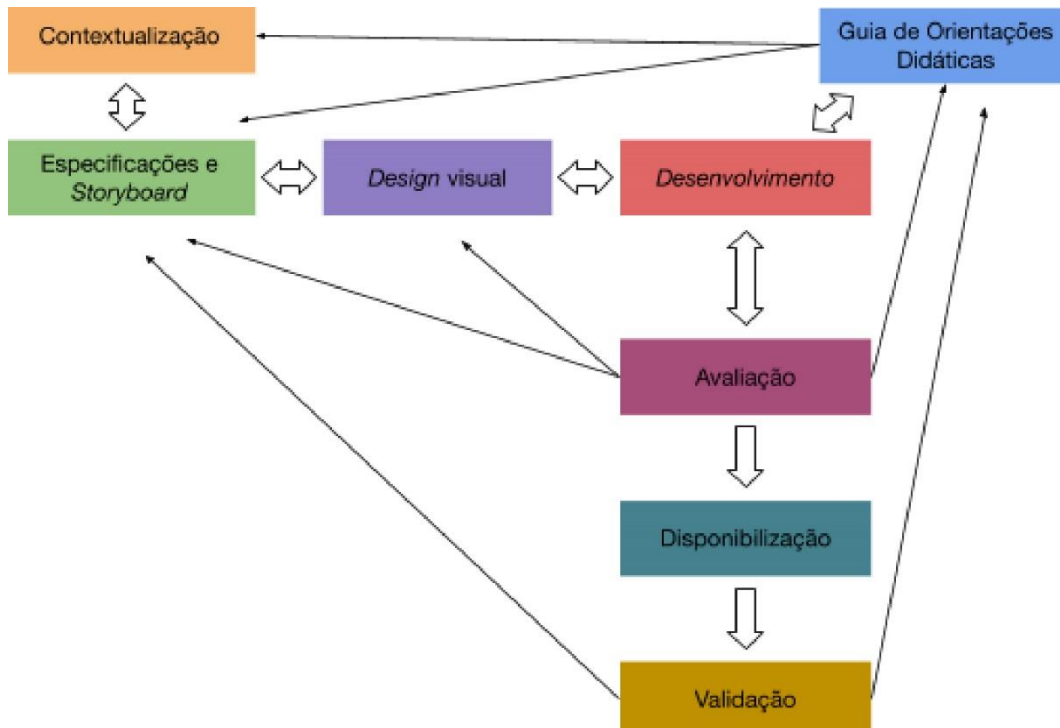 Contextualização
Guia de Orientações
Didáticas
Especificações e
Storyboard
Design visual
Desenvolvimento
Avaliação
Disponibilização
Validação